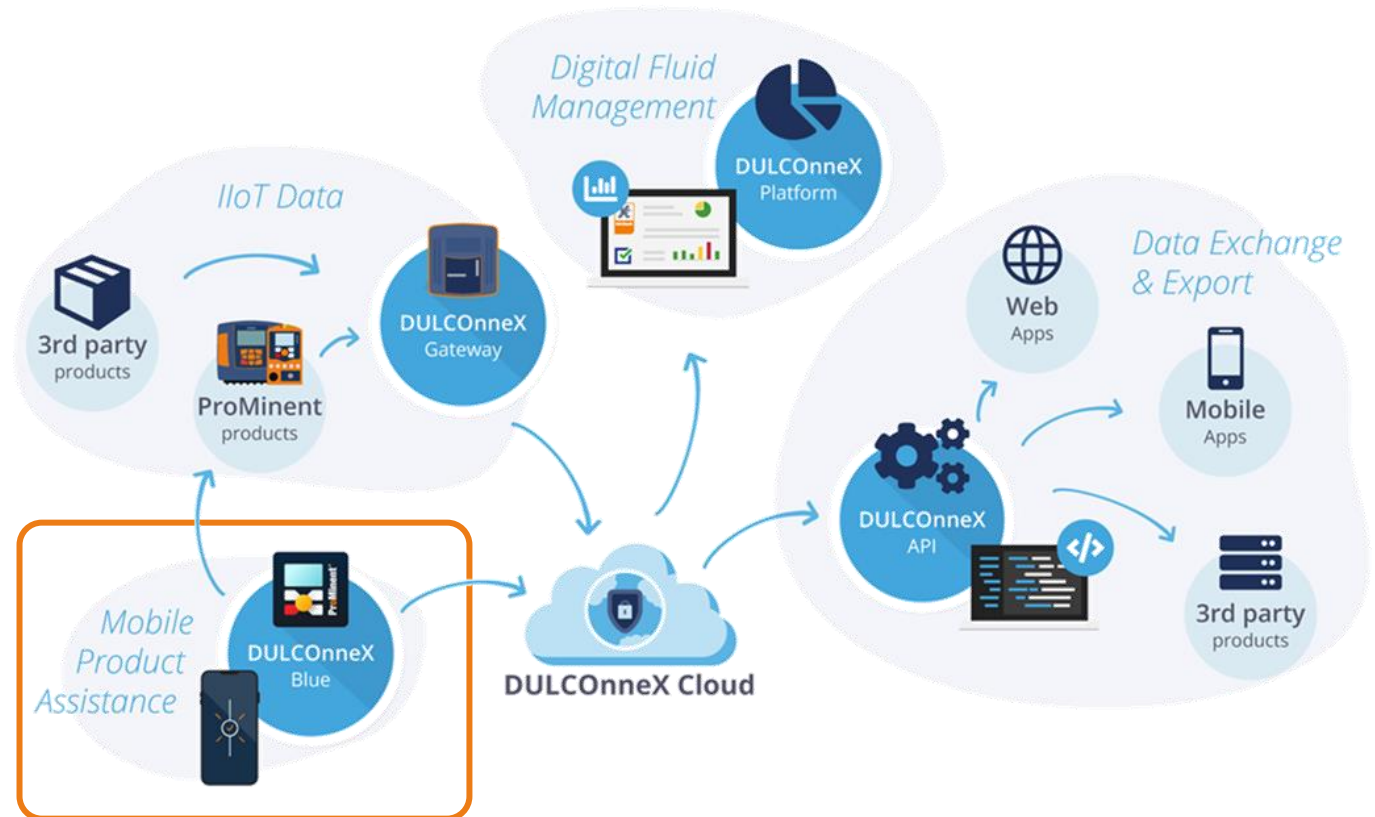 Digital Fluid
Management
DULCOnneX
Platform
IIoT Data
DULCOnneX
Gateway
3rd party
products
ProMinent
products
Data Exchange
& Export
Web
Apps
Mobile
Apps
DULCOnneX
API
</>
3rd party
products
ProMinent
Mobile
Product
Assistance
DULCOnneX
Blue
DULCOnneX Cloud